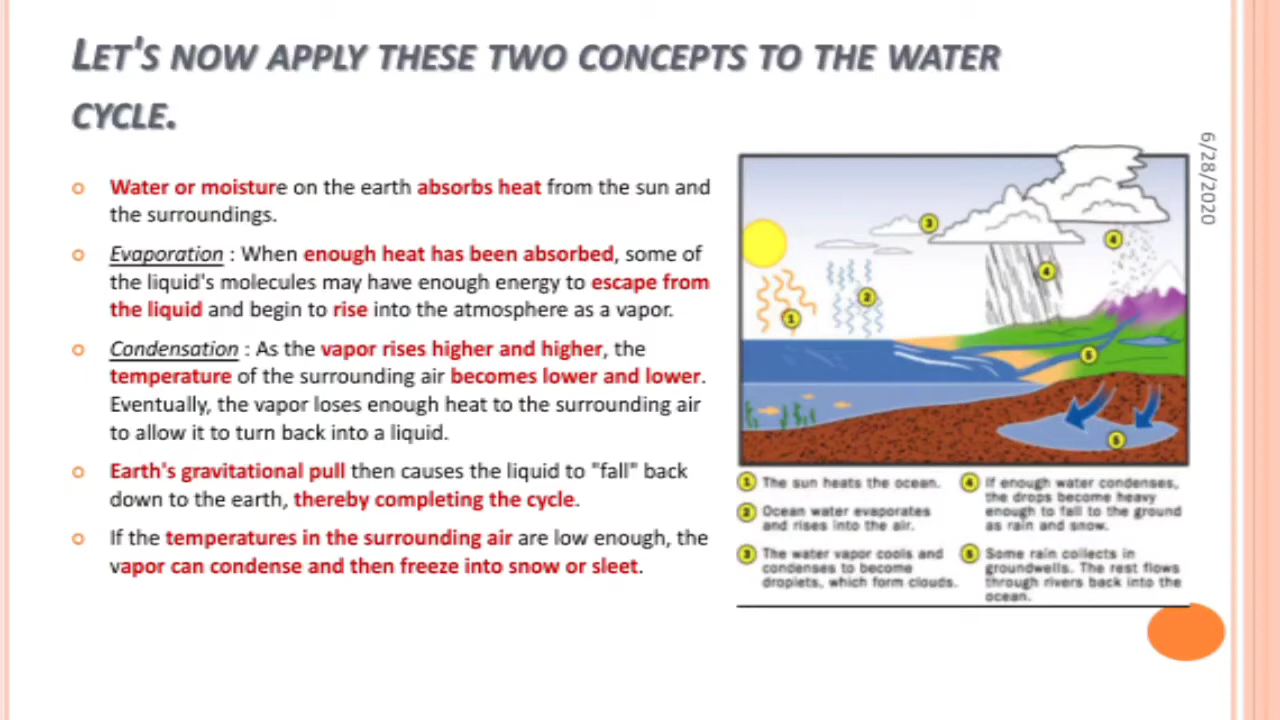 LET'S NOW APPLY THESE TWO CONCEPTS TO THE WATER
CYCLE.
6/28/2020
Water or moisture on the earth absorbs heat from the sun and
the surroundings.
Evaporation : When enough heat has been absorbed, some of
the liquid's molecules may have enough energy to escape from
the liquid and begin to rise into the atmosphere as a vapor.
Condensation : As the vapor rises higher and higher, the
temperature of the surrounding air becomes lower and lower.
Eventually, the vapor loses enough heat to the surrounding air
to allow it to turn back into a liquid.
Earth's gravitational pull then causes the liquid to "fall" back
down to the earth, thereby completing the cycle.
If the temperatures in the surrounding air are low enough, the
vapor can condense and then freeze into snow or sleet.
1
2
3
4
4
5
5
1 The sun heats the ocean.
2 Ocean water evaporates
and rises into the air.
3 The water vapor cools and
condenses to become
droplets, which form clouds.
4 If enough water condenses,
the drops become heavy
enough to fall to the ground
as rain and snow.
5 Some rain collects in
groundwells. The rest flows
through rivers back into the
ocean.